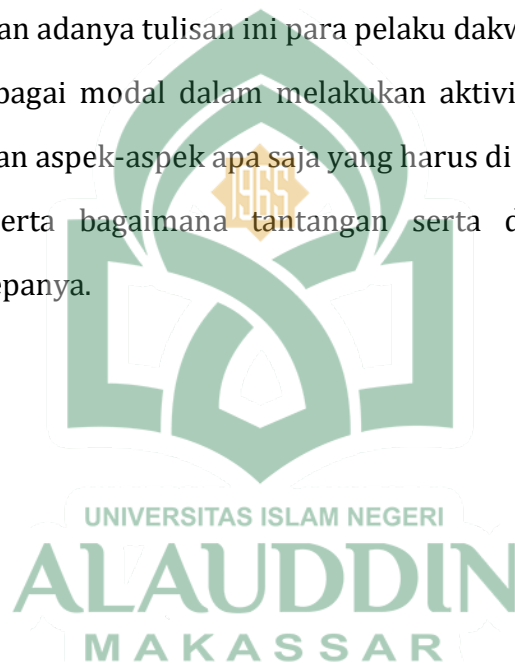 an adanya tulisan ini para pelaku dakw
bagai modal dalam melakukan aktivi
an aspek-aspek apa saja yang harus di
erta bagaimana tantangan serta d
epanya.
1965
UNIVERSITAS ISLAM NEGERI
ALAUDDIN
MAKASSAR